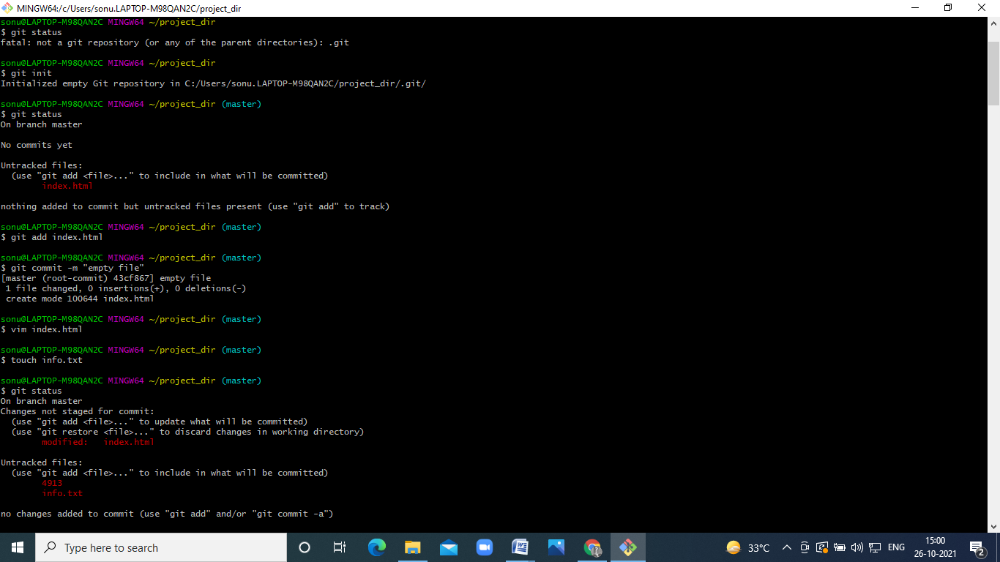 MINGW64:/c/Users/sonu.LAPTOP-M98QAN2C/project_dir
sonu@LAPTOP-M98QAN2C MINGW64 ~/project_dir
$ git status
fatal: not a git repository (or any of the parent directories): .git
sonu@LAPTOP-M98QAN2C MINGW64 ~/project_dir
$ git init
Initialized empty Git repository in C:/Users/sonu.LAPTOP-M98QAN2C/project_dir/.git/
sonu@LAPTOP-M98QAN2C MINGW64 ~/project_dir (master)
$ git status
On branch master
No commits yet
Untracked files:
  (use "git add <file>..." to include in what will be committed)
        index.html
nothing added to commit but untracked files present (use "git add" to track)
sonu@LAPTOP-M98QAN2C MINGW64 ~/project_dir (master)
$ git add index.html
sonu@LAPTOP-M98QAN2C MINGW64 ~/project_dir (master)
$ git commit -m "empty file"
[master (root-commit) 43cf867] empty file
 1 file changed, 0 insertions(+), 0 deletions(-)
 create mode 100644 index.html
sonu@LAPTOP-M98QAN2C MINGW64 ~/project_dir (master)
$ vim index.html
sonu@LAPTOP-M98QAN2C MINGW64 ~/project_dir (master)
$ touch info.txt
sonu@LAPTOP-M98QAN2C MINGW64 ~/project_dir (master)
$ git status
On branch master
Changes not staged for commit:
  (use "git add <file>..." to update what will be committed)
  (use "git restore <file>..." to discard changes in working directory)
        modified:   index.html
Untracked files:
  (use "git add <file>..." to include in what will be committed)
        4913
        info.txt
no changes added to commit (use "git add" and/or "git commit -a")
Type here to search
33°C
ENG
15:00
26-10-2021
2